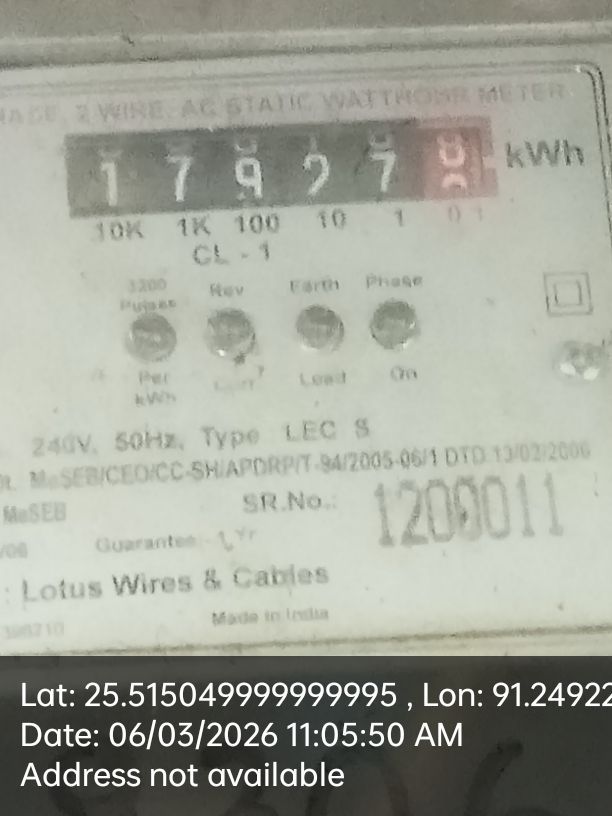 2 WIRE AC STATIC WATTHOUR METER
1 7 9 2 7 kWh
10K 1K 100 10 1 0.1
CL - 1
3200 Rev Earth Phase
Pulses
Per Load On
kWh
240V, 50Hz, Type LEC S
MeSEB/CEO/CC-SH/APDRP/T-94/2005-06/1 DTD 13/02/2006
MeSEB SR.No.: 1200011
Guarantee - Yr
: Lotus Wires & Cables
Made in India
Lat: 25.515049999999995 , Lon: 91.24922
Date: 06/03/2026 11:05:50 AM
Address not available